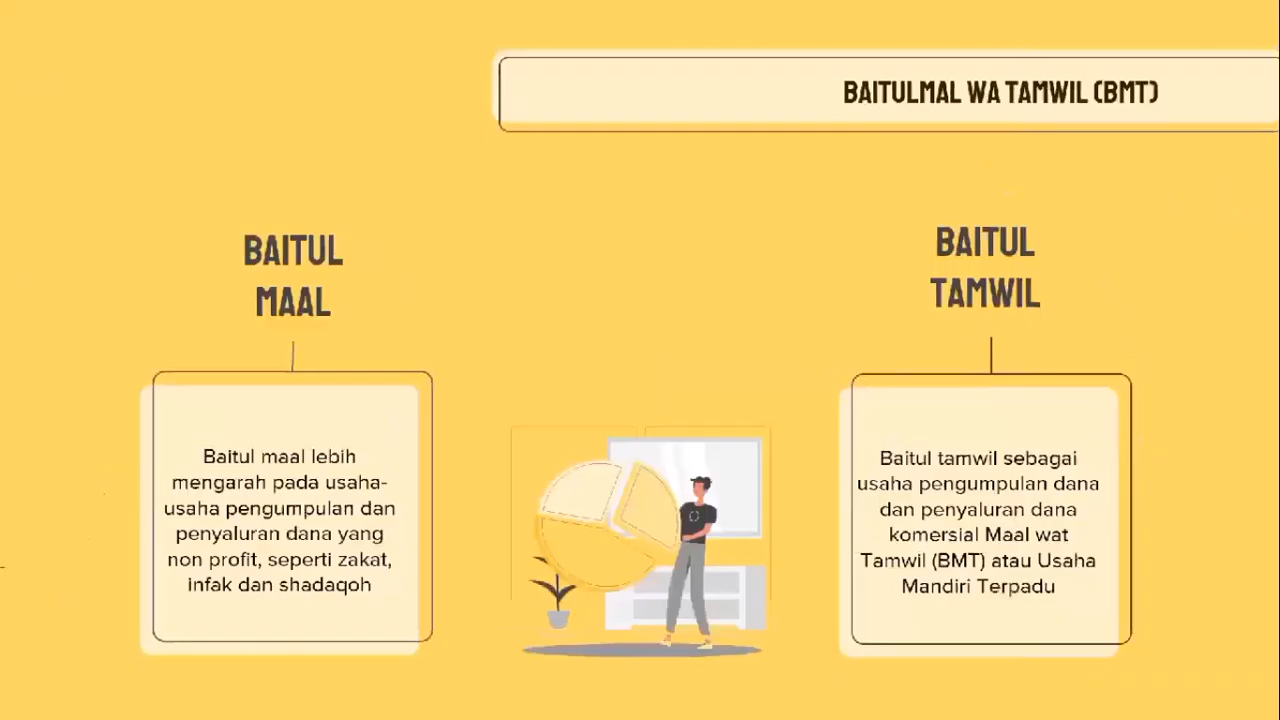 BAITULMAL WA TAMWIL (BMT)
BAITUL
MAAL
Baitul maal lebih
mengarah pada usaha-
usaha pengumpulan dan
penyaluran dana yang
non profit, seperti zakat,
infak dan shadaqoh
BAITUL
TAMWIL
Baitul tamwil sebagai
usaha pengumpulan dana
dan penyaluran dana
komersial Maal wat
Tamwil (BMT) atau Usaha
Mandiri Terpadu